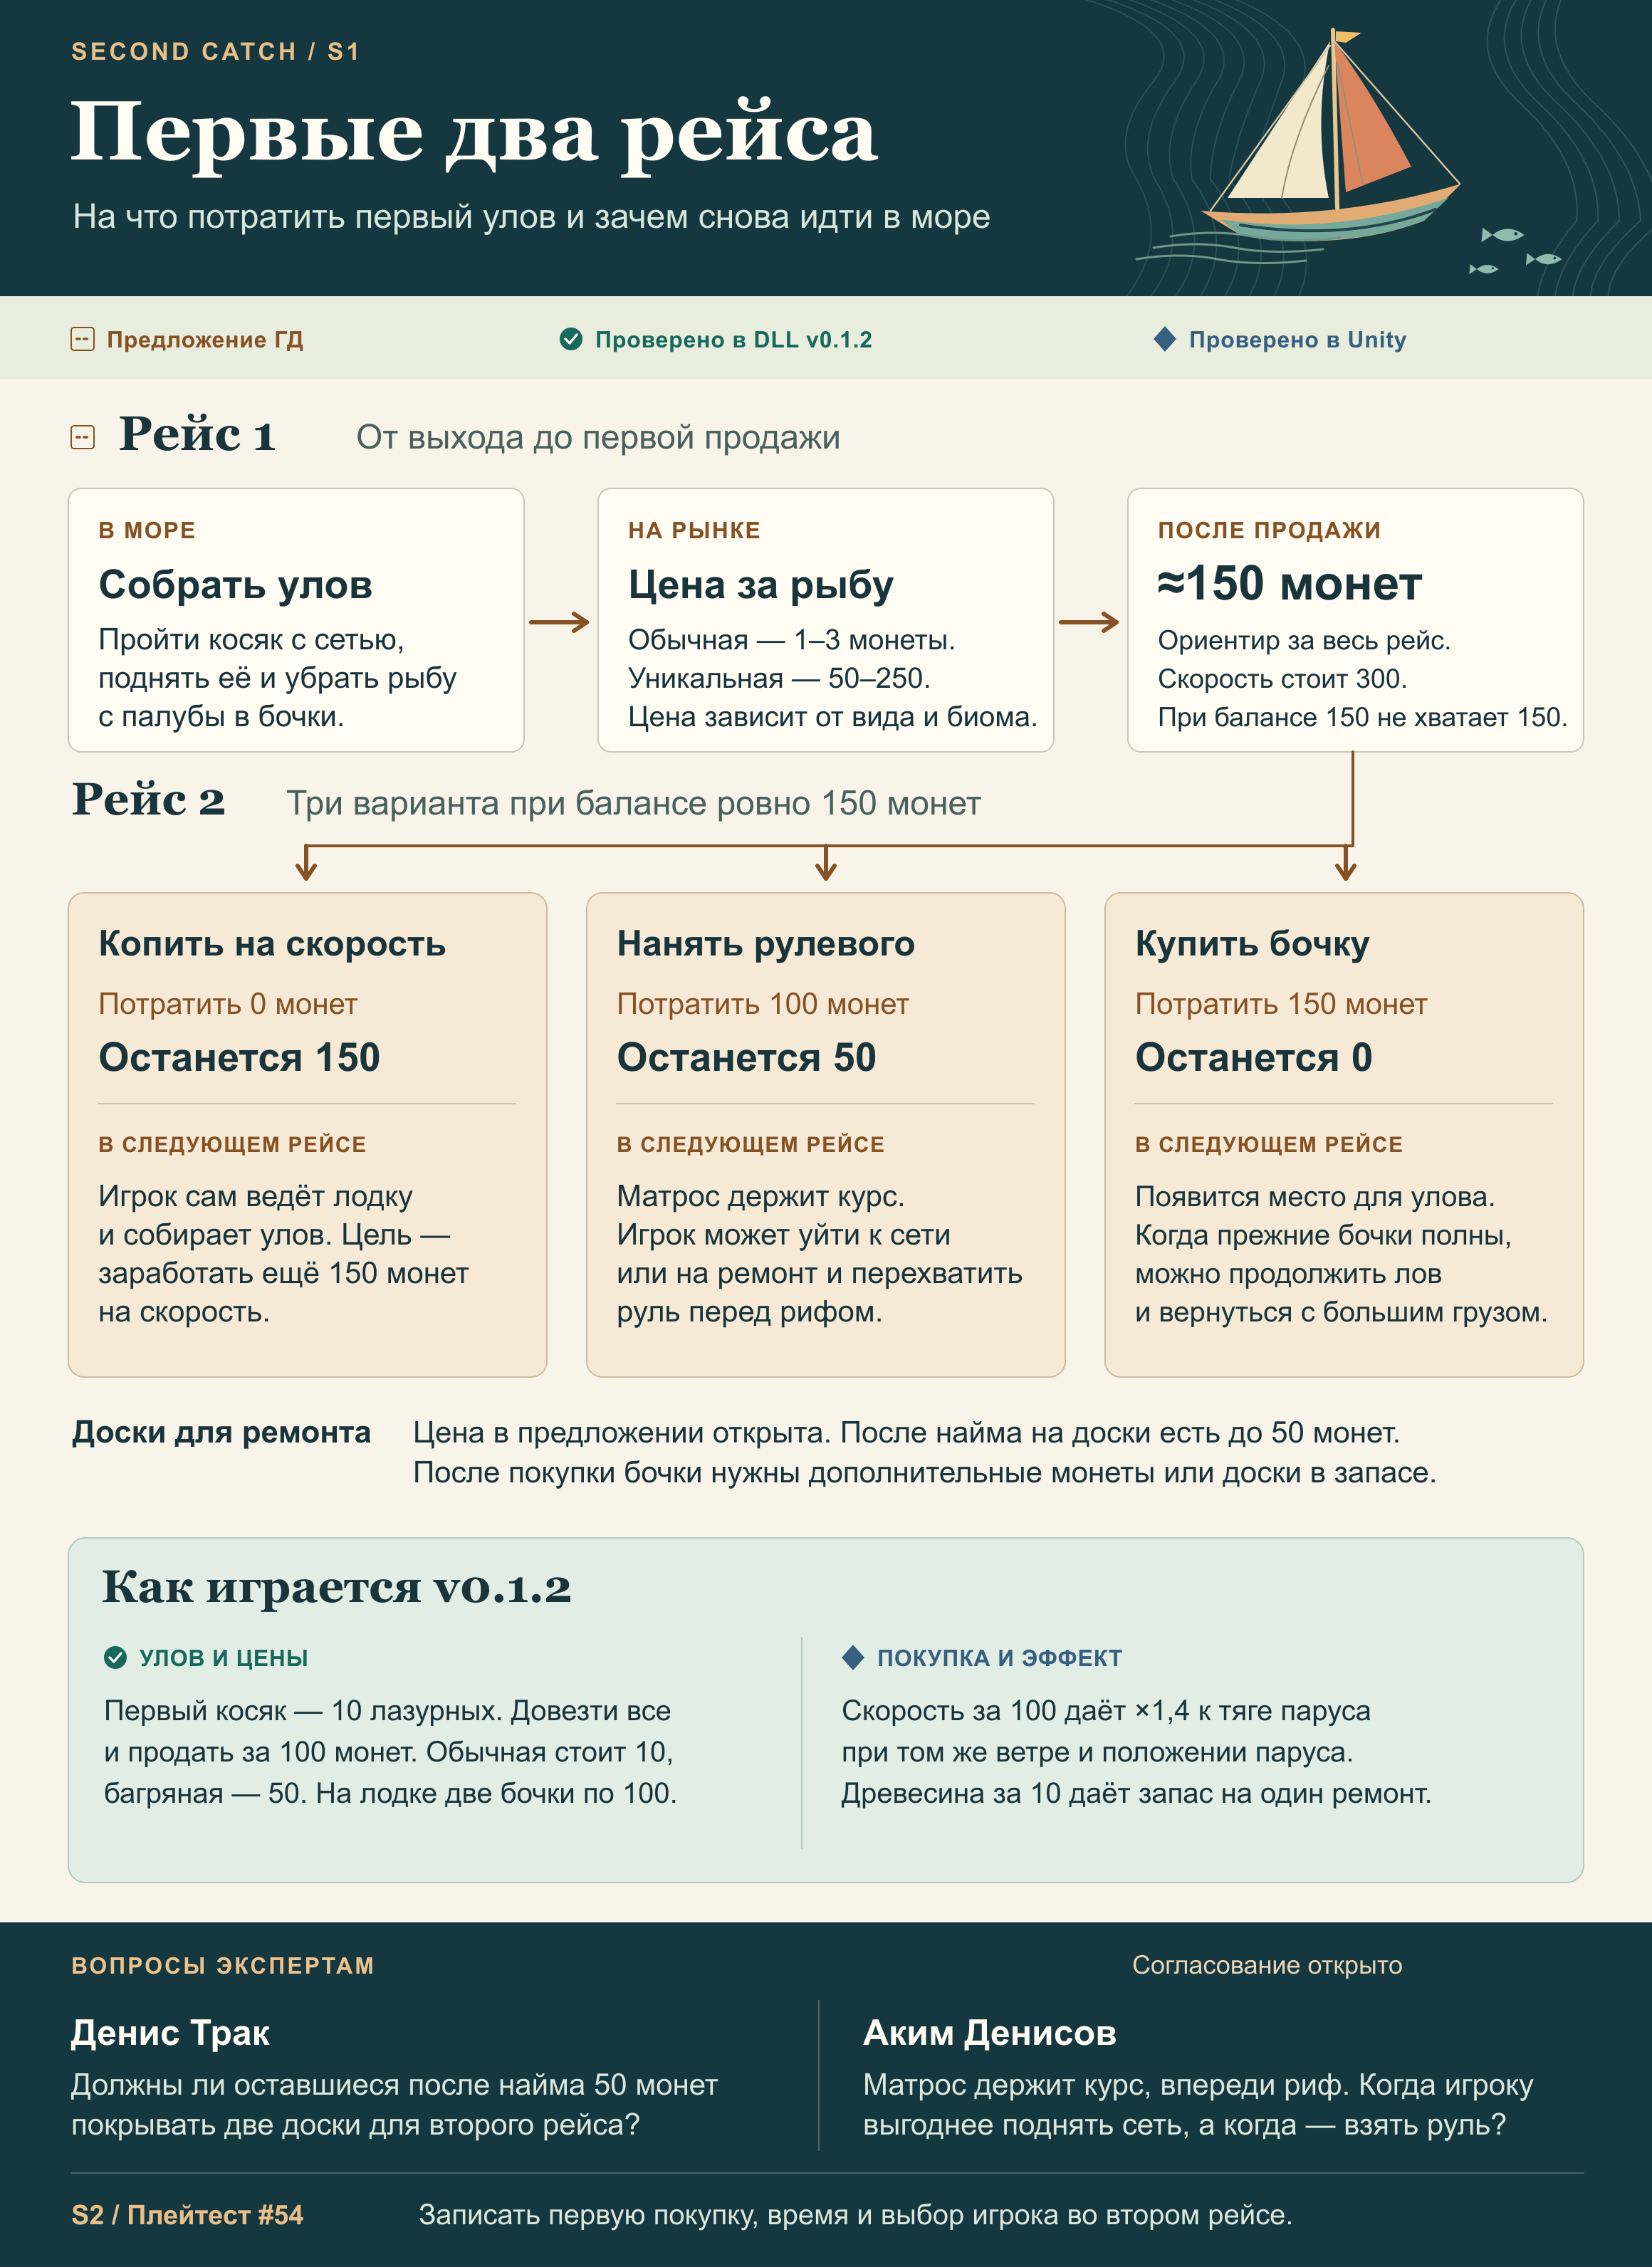 SECOND CATCH / S1
Первые два рейса
На что потратить первый улов и зачем снова идти в море
Предложение ГД
Проверено в DLL v0.1.2
Проверено в Unity
Рейс 1
От выхода до первой продажи
В МОРЕ
Собрать улов
Пройти косяк с сетью,
поднять её и убрать рыбу
с палубы в бочки.
НА РЫНКЕ
Цена за рыбу
Обычная — 1–3 монеты.
Уникальная — 50–250.
Цена зависит от вида и биома.
ПОСЛЕ ПРОДАЖИ
≈150 монет
Ориентир за весь рейс.
Скорость стоит 300.
При балансе 150 не хватает 150.
Рейс 2
Три варианта при балансе ровно 150 монет
Копить на скорость
Потратить 0 монет
Останется 150
В СЛЕДУЮЩЕМ РЕЙСЕ
Игрок сам ведёт лодку
и собирает улов. Цель —
заработать ещё 150 монет
на скорость.
Нанять рулевого
Потратить 100 монет
Останется 50
В СЛЕДУЮЩЕМ РЕЙСЕ
Матрос держит курс.
Игрок может уйти к сети
или на ремонт и перехватить
руль перед рифом.
Купить бочку
Потратить 150 монет
Останется 0
В СЛЕДУЮЩЕМ РЕЙСЕ
Появится место для улова.
Когда прежние бочки полны,
можно продолжить лов
и вернуться с большим грузом.
Доски для ремонта
Цена в предложении открыта. После найма на доски есть до 50 монет.
После покупки бочки нужны дополнительные монеты или доски в запасе.
Как играется v0.1.2
УЛОВ И ЦЕНЫ
Первый косяк — 10 лазурных. Довезти все
и продать за 100 монет. Обычная стоит 10,
багряная — 50. На лодке две бочки по 100.
ПОКУПКА И ЭФФЕКТ
Скорость за 100 даёт ×1,4 к тяге паруса
при том же ветре и положении паруса.
Древесина за 10 даёт запас на один ремонт.
ВОПРОСЫ ЭКСПЕРТАМ
Согласование открыто
Денис Трак
Должны ли оставшиеся после найма 50 монет
покрывать две доски для второго рейса?
Аким Денисов
Матрос держит курс, впереди риф. Когда игроку
выгоднее поднять сеть, а когда — взять руль?
S2 / Плейтест #54
Записать первую покупку, время и выбор игрока во втором рейсе.